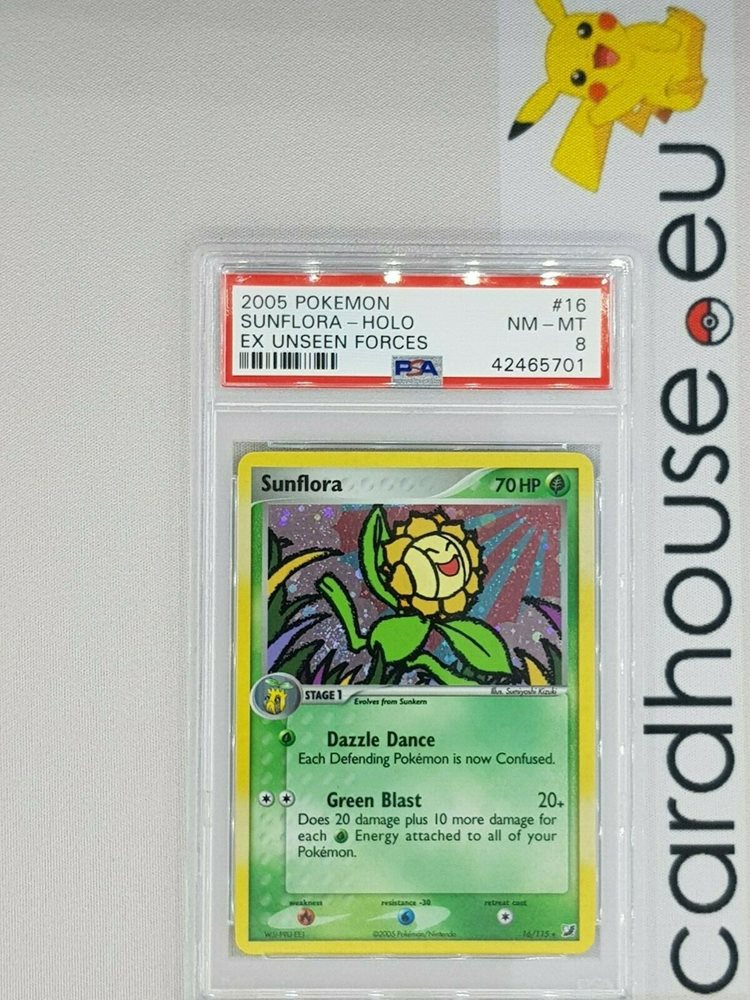 cardhouse.eu
2005 POKEMON #16
SUNFLORA - HOLO NM - MT
EX UNSEEN FORCES 8
PSA 42465701
Sunflora 70 HP
Illus. Sumiyoshi Kizuki
STAGE 1
Evolves from Sunkern
Dazzle Dance
Each Defending Pokémon is now Confused.
Green Blast 20+
Does 20 damage plus 10 more damage for
each Energy attached to all of your
Pokémon.
weakness resistance -30 retreat cost
©2005 Pokémon/Nintendo 16/115